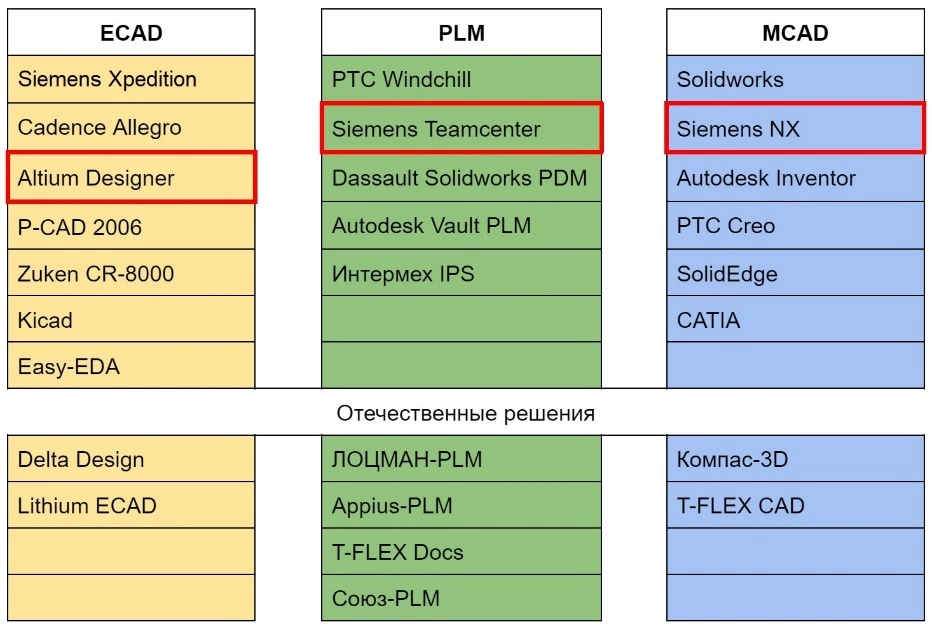 ECAD PLM MCAD
Siemens Xpedition PTC Windchill Solidworks
Cadence Allegro Siemens Teamcenter Siemens NX
Altium Designer Dassault Solidworks PDM Autodesk Inventor
P-CAD 2006 Autodesk Vault PLM PTC Creo
Zuken CR-8000 Интермех IPS SolidEdge
Kicad CATIA
Easy-EDA
Отечественные решения
Delta Design ЛОЦМАН-PLM Компас-3D
Lithium ECAD Appius-PLM T-FLEX CAD
T-FLEX Docs
Союз-PLM